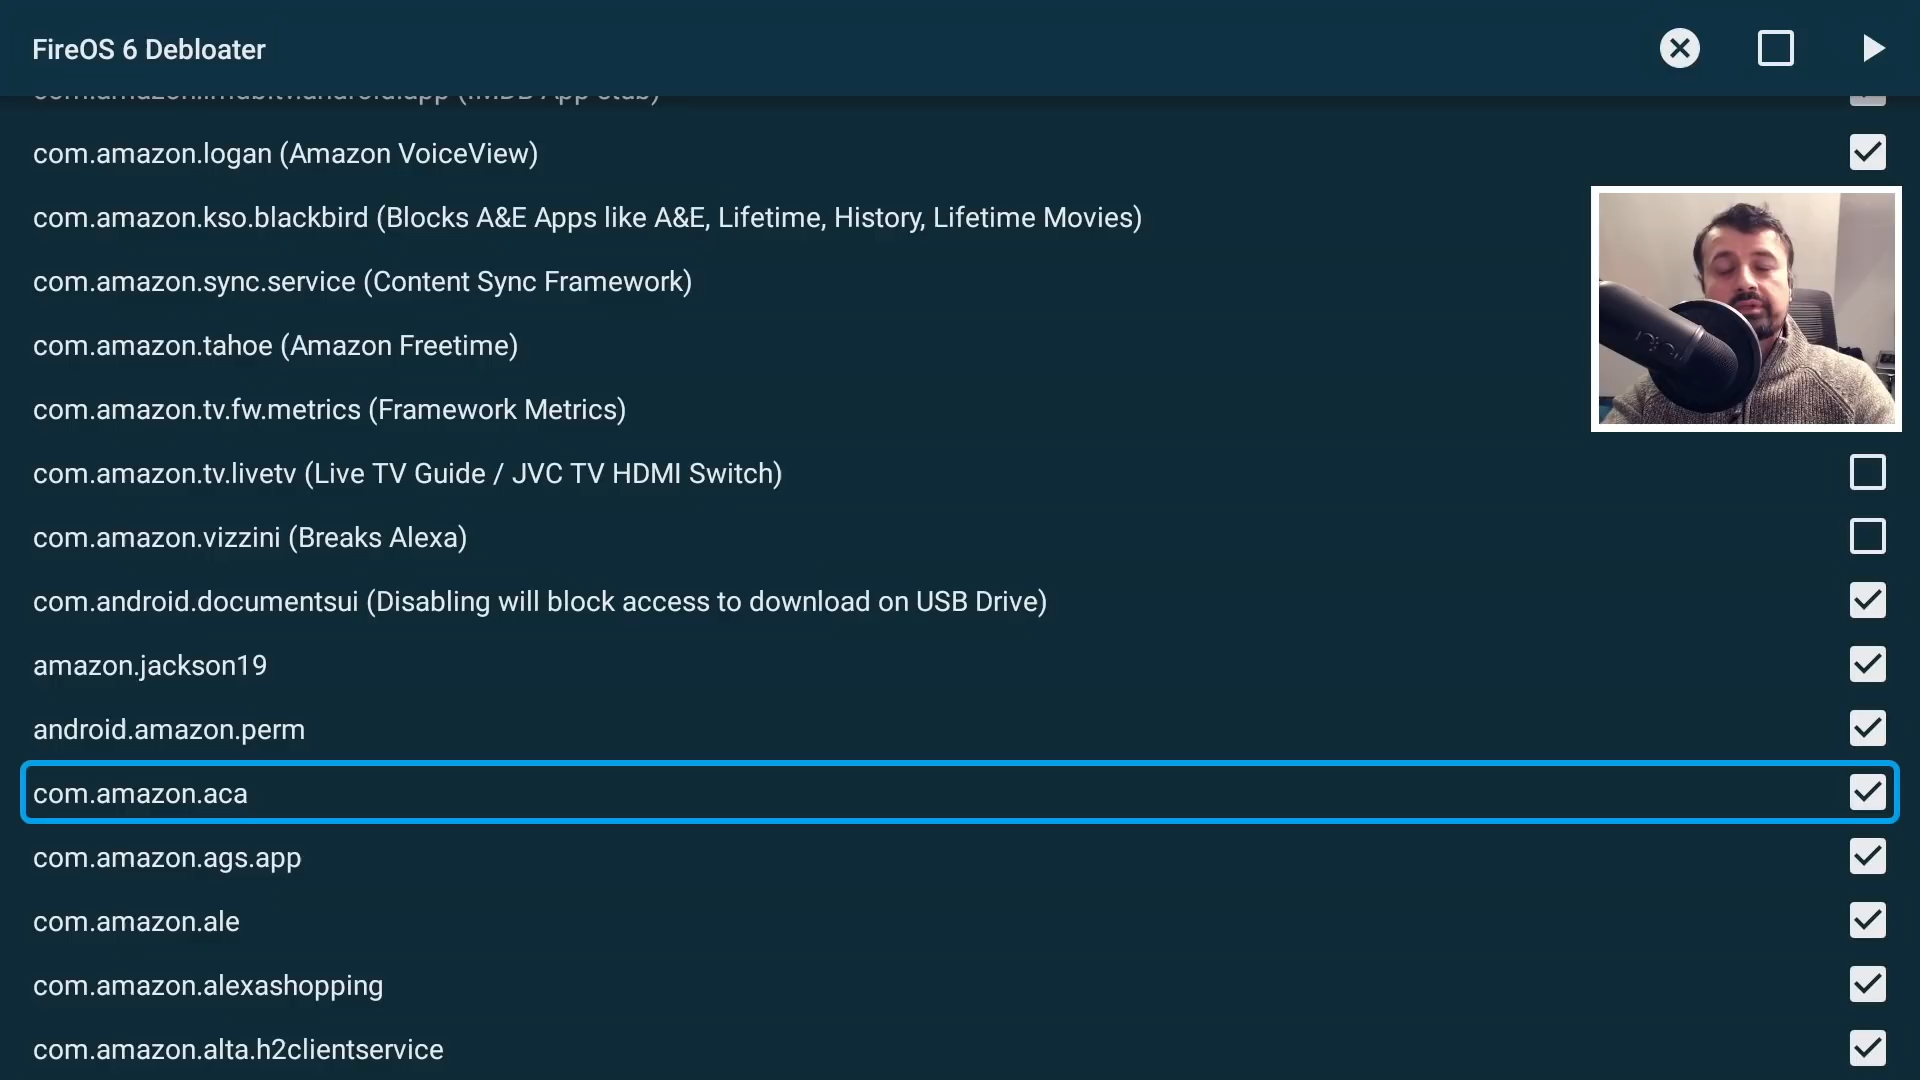 FireOS 6 Debloater
com.amazon.logan (Amazon VoiceView)
com.amazon.kso.blackbird (Blocks A&E Apps like A&E, Lifetime, History, Lifetime Movies)
com.amazon.sync.service (Content Sync Framework)
com.amazon.tahoe (Amazon Freetime)
com.amazon.tv.fw.metrics (Framework Metrics)
com.amazon.tv.livetv (Live TV Guide / JVC TV HDMI Switch)
com.amazon.vizzini (Breaks Alexa)
com.android.documentsui (Disabling will block access to download on USB Drive)
amazon.jackson19
android.amazon.perm
com.amazon.aca
com.amazon.ags.app
com.amazon.ale
com.amazon.alexashopping
com.amazon.alta.h2clientservice